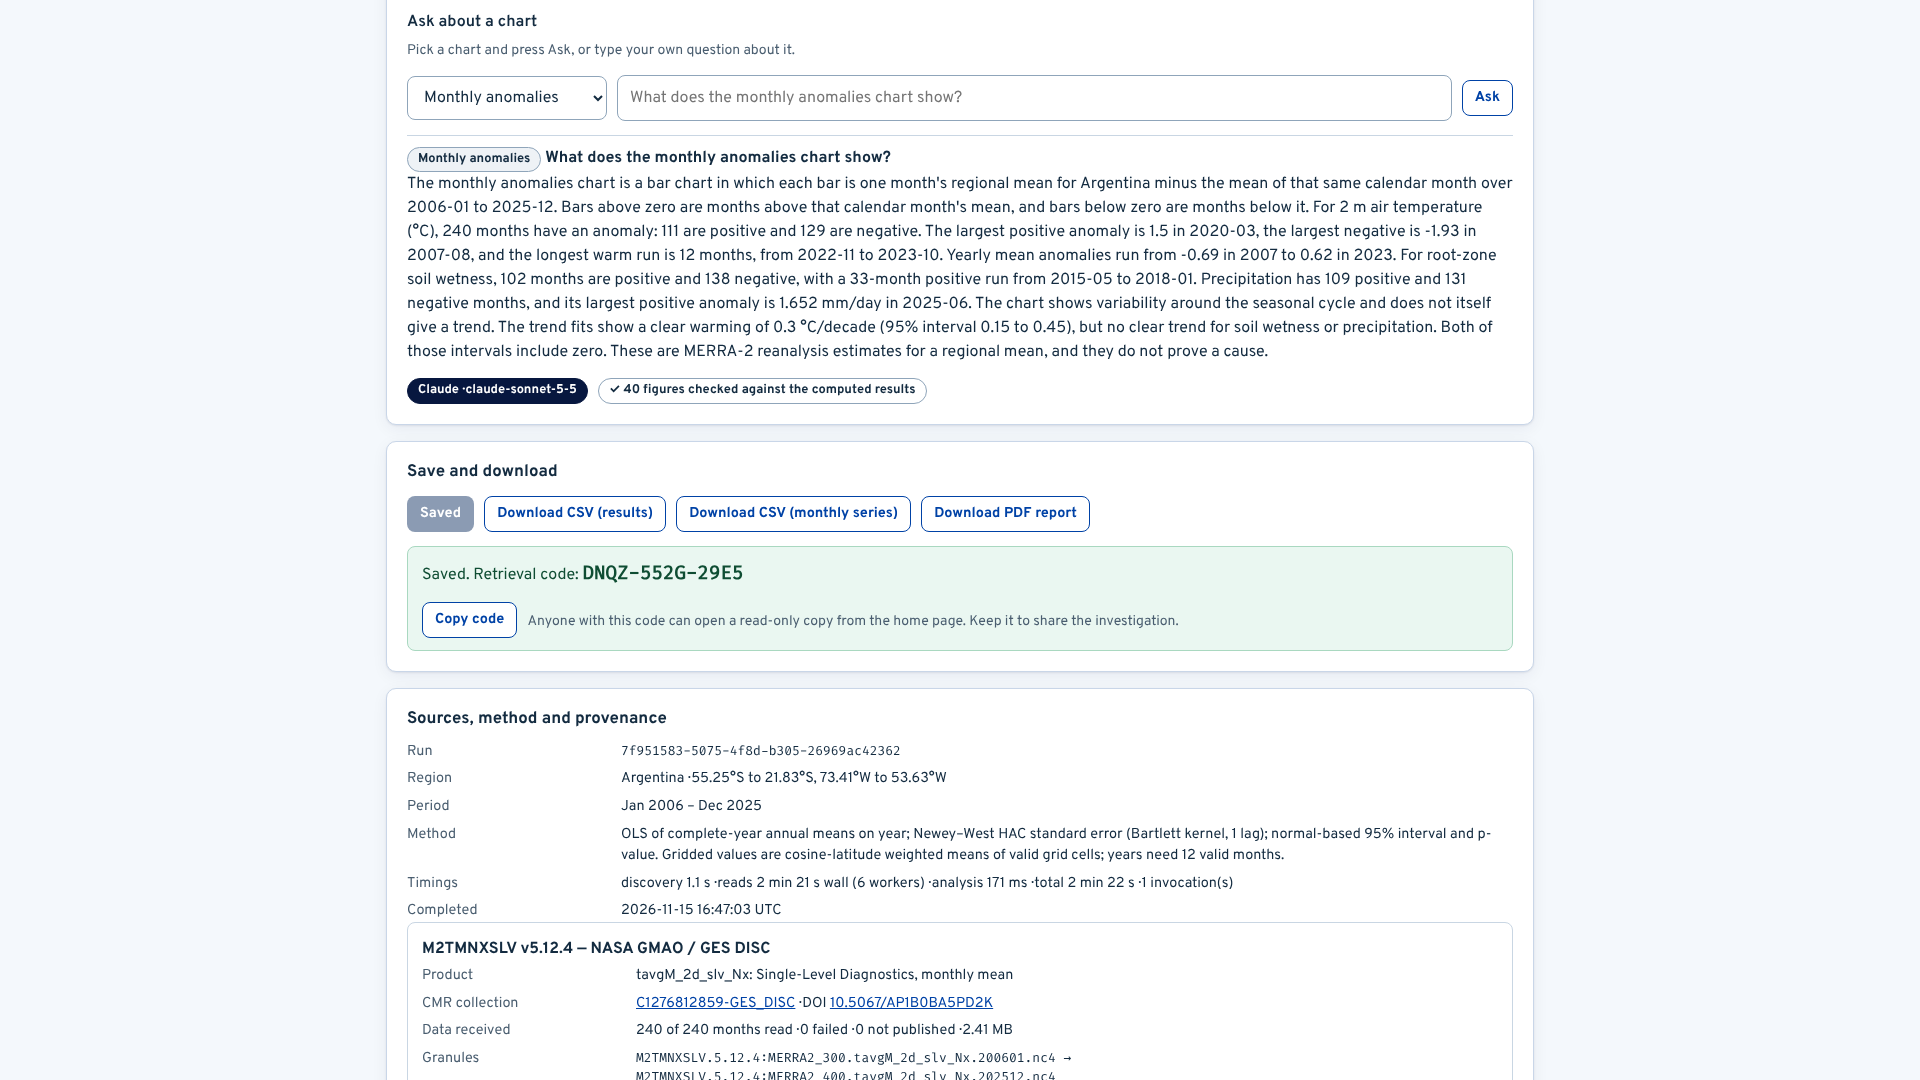 Ask about a chart
Pick a chart and press Ask, or type your own question about it.
Monthly anomalies What does the monthly anomalies chart show? Ask
Monthly anomalies What does the monthly anomalies chart show?
The monthly anomalies chart is a bar chart in which each bar is one month's regional mean for Argentina minus the mean of that same calendar month over
2006-01 to 2025-12. Bars above zero are months above that calendar month's mean, and bars below zero are months below it. For 2 m air temperature
(°C), 240 months have an anomaly: 111 are positive and 129 are negative. The largest positive anomaly is 1.5 in 2020-03, the largest negative is -1.93 in
2007-08, and the longest warm run is 12 months, from 2022-11 to 2023-10. Yearly mean anomalies run from -0.69 in 2007 to 0.62 in 2023. For root-zone
soil wetness, 102 months are positive and 138 negative, with a 33-month positive run from 2015-05 to 2018-01. Precipitation has 109 positive and 131
negative months, and its largest positive anomaly is 1.652 mm/day in 2025-06. The chart shows variability around the seasonal cycle and does not itself
give a trend. The trend fits show a clear warming of 0.3 °C/decade (95% interval 0.15 to 0.45), but no clear trend for soil wetness or precipitation. Both of
those intervals include zero. These are MERRA-2 reanalysis estimates for a regional mean, and they do not prove a cause.
Claude ·claude-sonnet-5-5 ✓ 40 figures checked against the computed results
Save and download
Saved Download CSV (results) Download CSV (monthly series) Download PDF report
Saved. Retrieval code: DNQZ-552G-29E5
Copy code Anyone with this code can open a read-only copy from the home page. Keep it to share the investigation.
Sources, method and provenance
Run 7f951583-5075-4f8d-b305-26969ac42362
Region Argentina ·55.25°S to 21.83°S, 73.41°W to 53.63°W
Period Jan 2006 – Dec 2025
Method OLS of complete-year annual means on year; Newey–West HAC standard error (Bartlett kernel, 1 lag); normal-based 95% interval and p-
value. Gridded values are cosine-latitude weighted means of valid grid cells; years need 12 valid months.
Timings discovery 1.1 s ·reads 2 min 21 s wall (6 workers) ·analysis 171 ms ·total 2 min 22 s ·1 invocation(s)
Completed 2026-11-15 16:47:03 UTC
M2TMNXSLV v5.12.4 — NASA GMAO / GES DISC
Product tavgM_2d_slv_Nx: Single-Level Diagnostics, monthly mean
CMR collection C1276812859-GES_DISC ·DOI 10.5067/AP1B0BA5PD2K
Data received 240 of 240 months read ·0 failed ·0 not published ·2.41 MB
Granules M2TMNXSLV.5.12.4:MERRA2_300.tavgM_2d_slv_Nx.200601.nc4 →
M2TMNXSLV.5.12.4:MERRA2_400.tavgM_2d_slv_Nx.202512.nc4